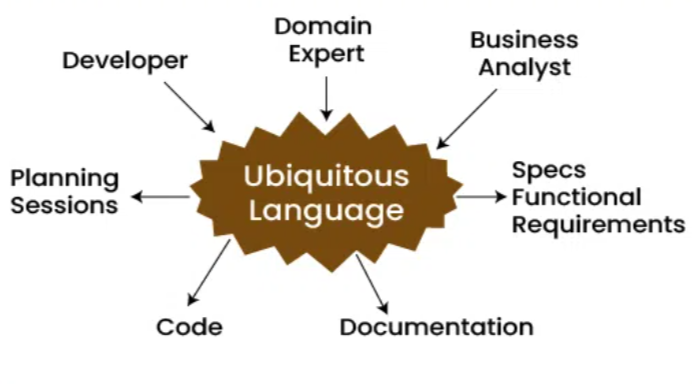 Domain
Expert
Developer
Business
Analyst
Ubiquitous
Language
Planning
Sessions
Specs
Functional
Requirements
Code
Documentation